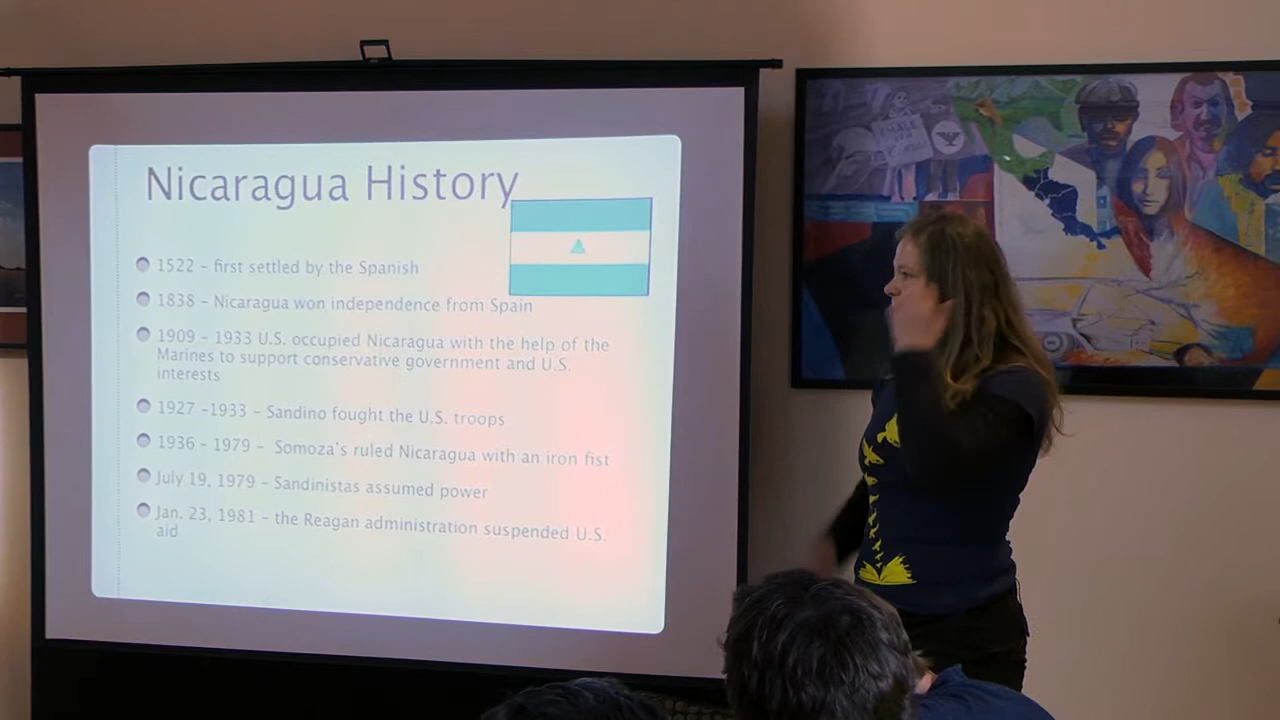 Nicaragua History
1522 – first settled by the Spanish
1838 – Nicaragua won independence from Spain
1909 – 1933 U.S. occupied Nicaragua with the help of the
Marines to support conservative government and U.S.
interests
1927 –1933 – Sandino fought the U.S. troops
1936 – 1979 – Somoza's ruled Nicaragua with an iron fist
July 19, 1979 – Sandinistas assumed power
Jan. 23, 1981 – the Reagan administration suspended U.S.
aid